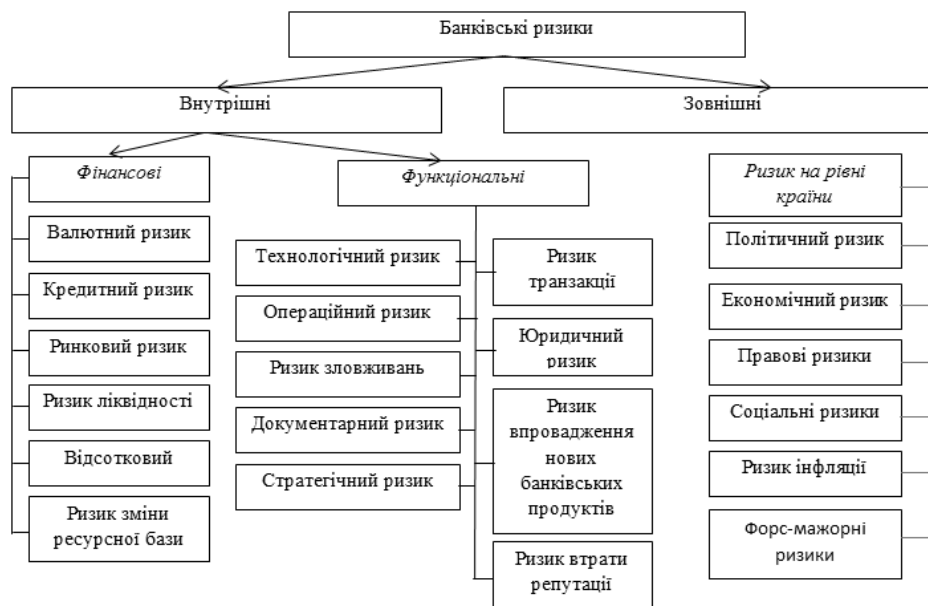 Банківські ризики
Внутрішні
Зовнішні
Фінансові
Валютний ризик
Кредитний ризик
Ринковий ризик
Ризик ліквідності
Відсотковий
Ризик зміни
ресурсної бази
Функціональні
Технологічний ризик
Операційний ризик
Ризик зловживань
Документарний ризик
Стратегічний ризик
Ризик
транзакції
Юридичний
ризик
Ризик
впровадження
нових
банківських
продуктів
Ризик втрати
репутації
Ризик на рівні
країни
Політичний ризик
Економічний ризик
Правові ризики
Соціальні ризики
Ризик інфляції
Форс-мажорні
ризики